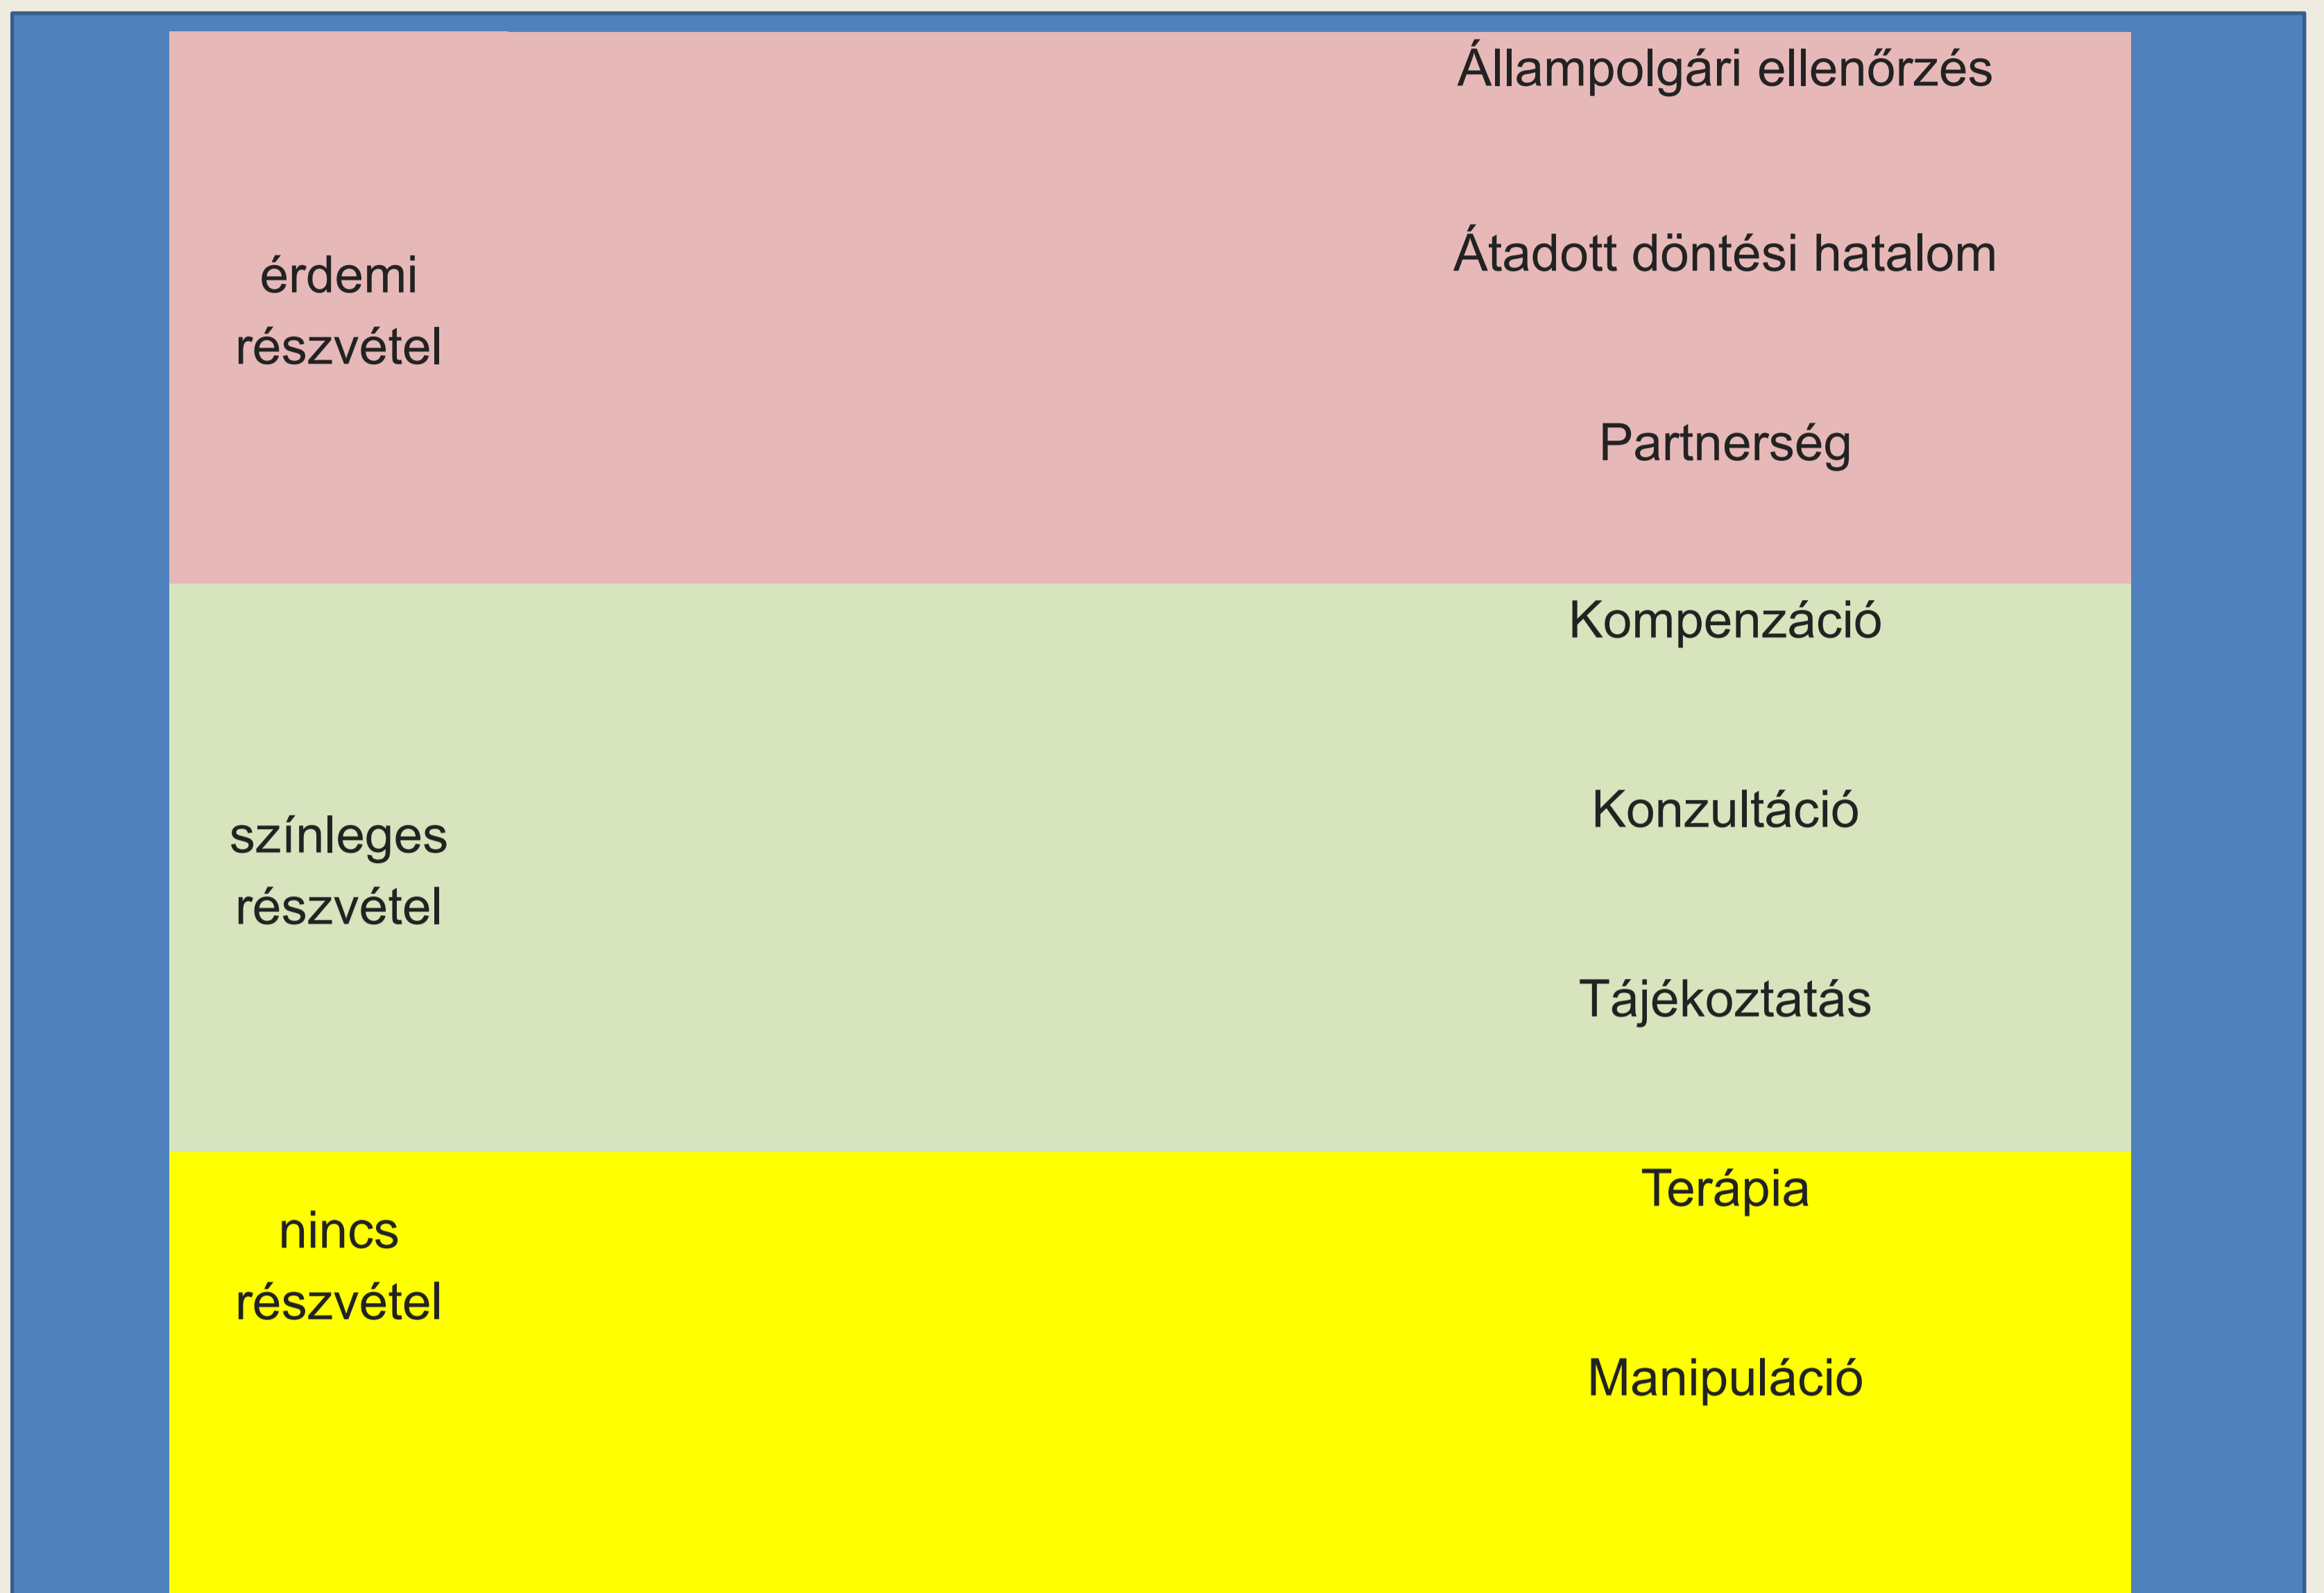 Állampolgári ellenőrzés
Átadott döntési hatalom
érdemi
részvétel
Partnerség
Kompenzáció
Konzultáció
színleges
részvétel
Tájékoztatás
Terápia
nincs
részvétel
Manipuláció